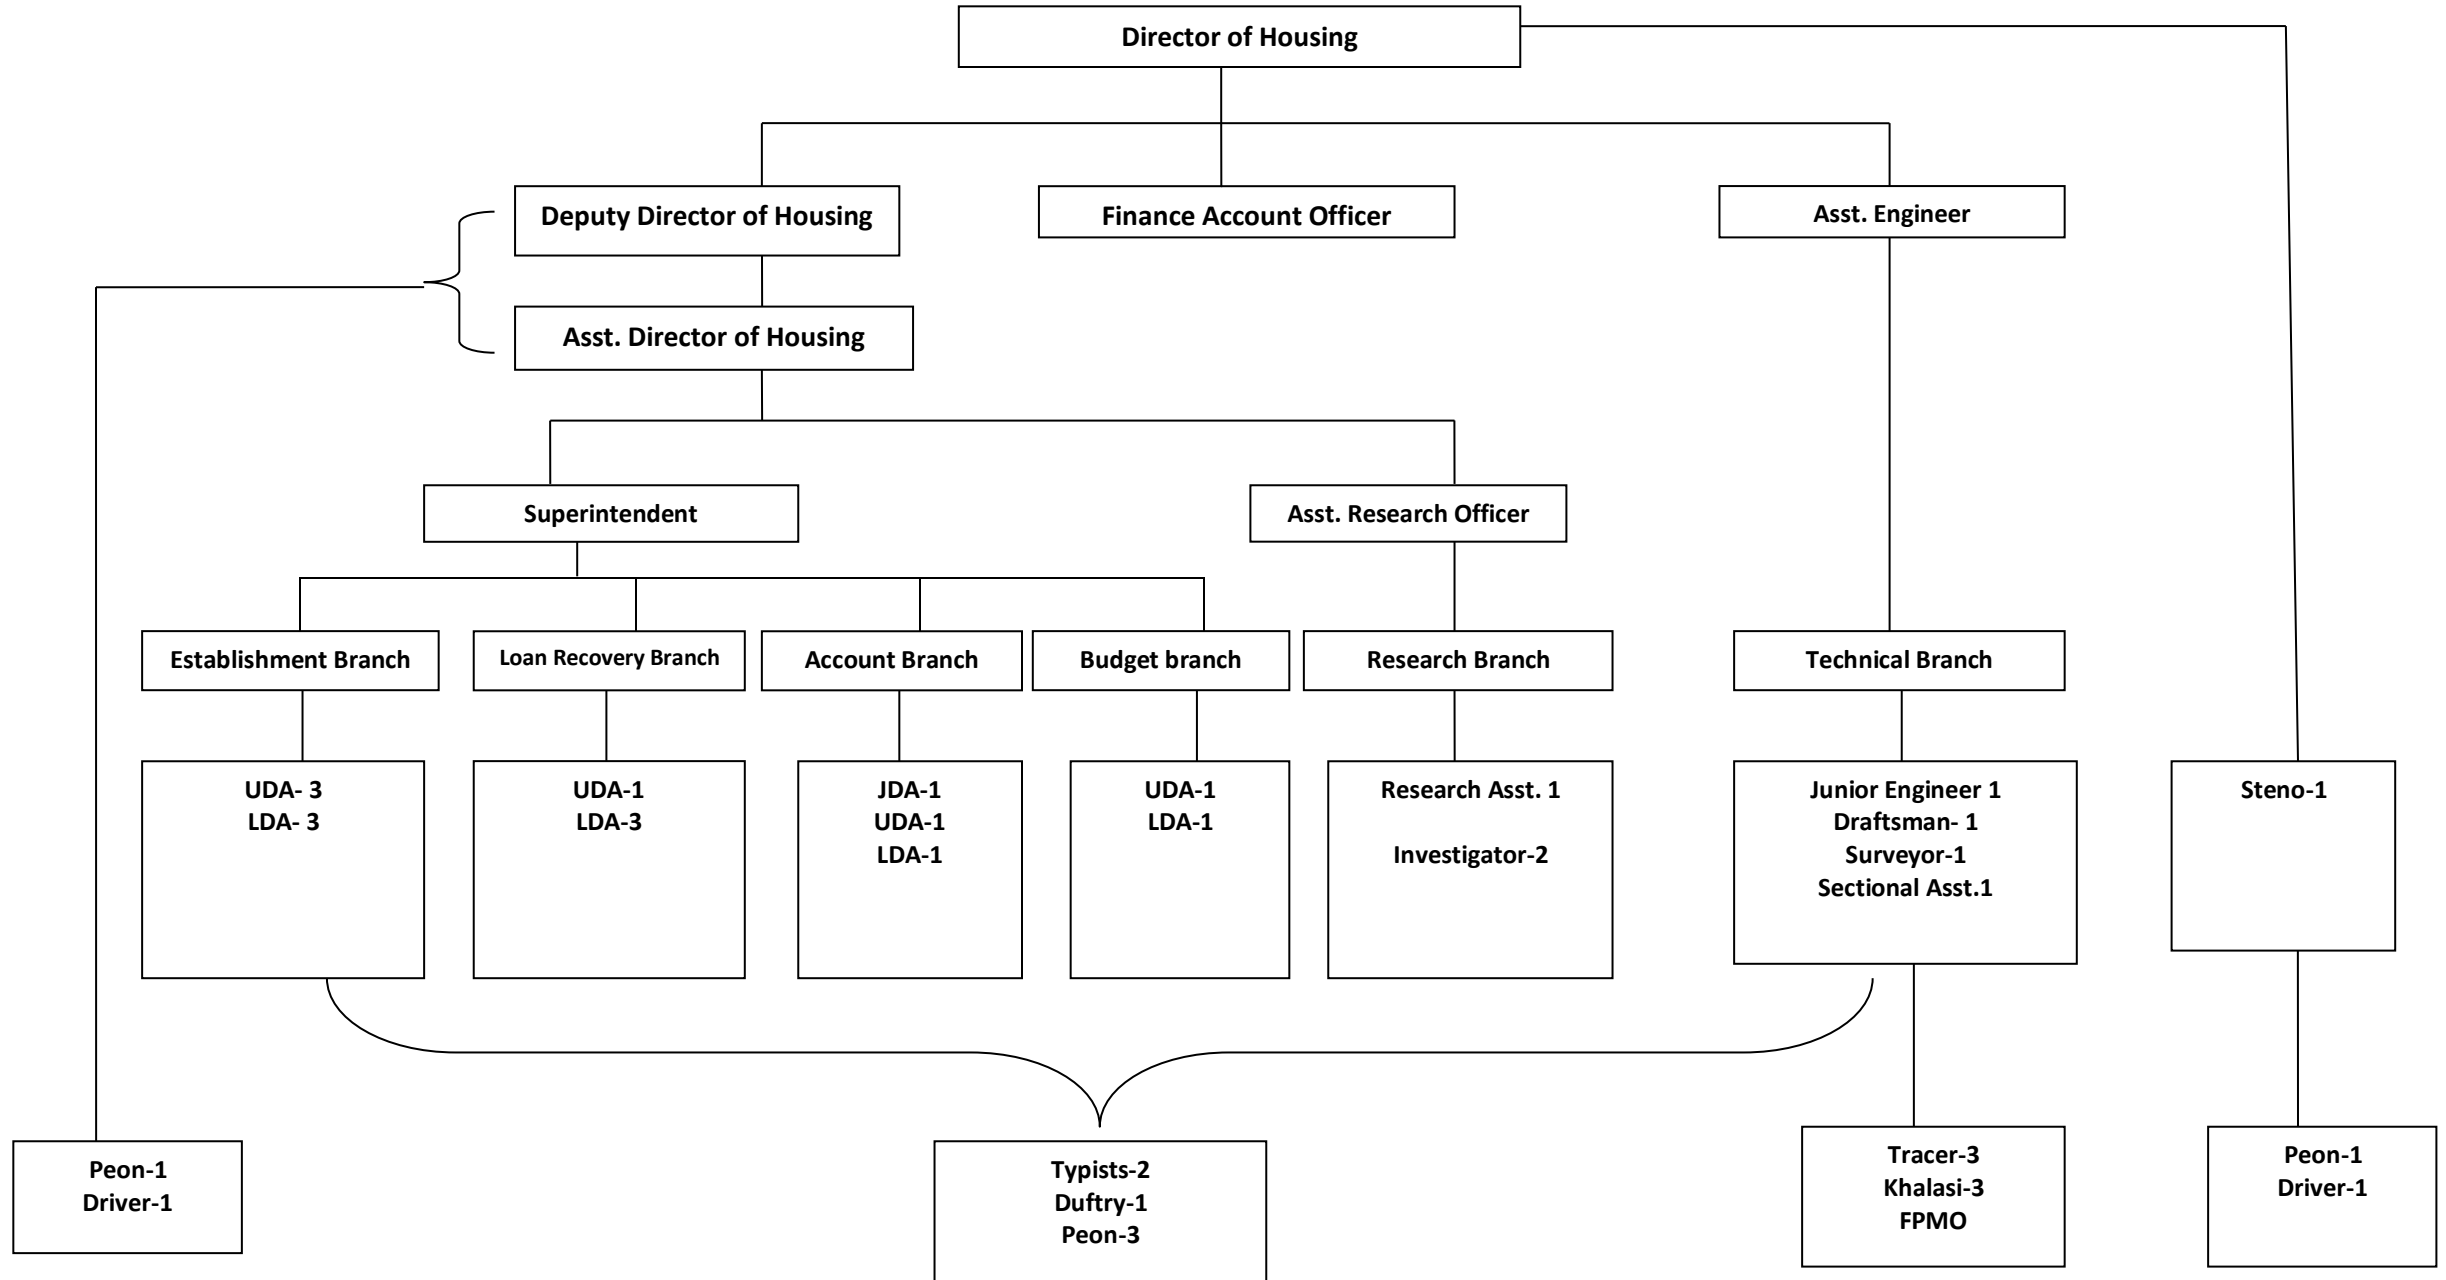 Director of Housing
Deputy Director of Housing
Finance Account Officer
Asst. Engineer
Asst. Director of Housing
Superintendent
Asst. Research Officer
Establishment Branch
Loan Recovery Branch
Account Branch
Budget branch
Research Branch
Technical Branch
UDA- 3
LDA- 3
UDA-1
LDA-3
JDA-1
UDA-1
LDA-1
UDA-1
LDA-1
Research Asst. 1
Investigator-2
Junior Engineer 1
Draftsman- 1
Surveyor-1
Sectional Asst.1
Steno-1
Peon-1
Driver-1
Typists-2
Duftry-1
Peon-3
Tracer-3
Khalasi-3
FPMO
Peon-1
Driver-1